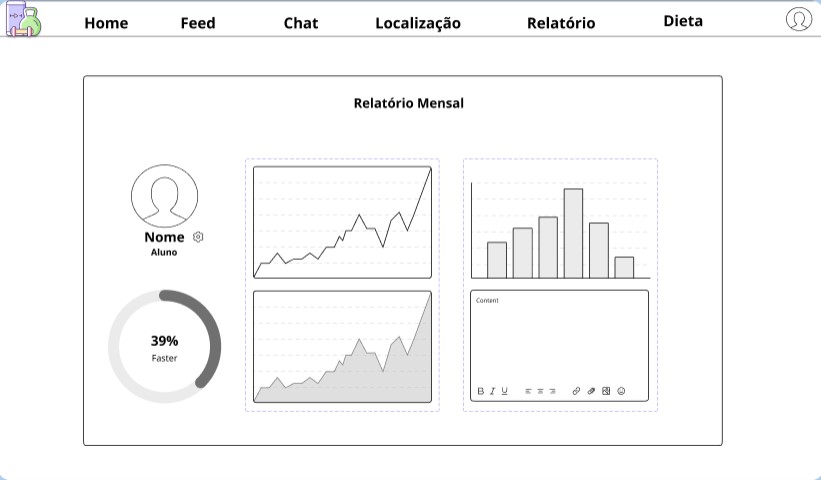 Home Feed Chat Localização Relatório Dieta
Relatório Mensal
Nome
Aluno
39%
Faster
Content
B I U